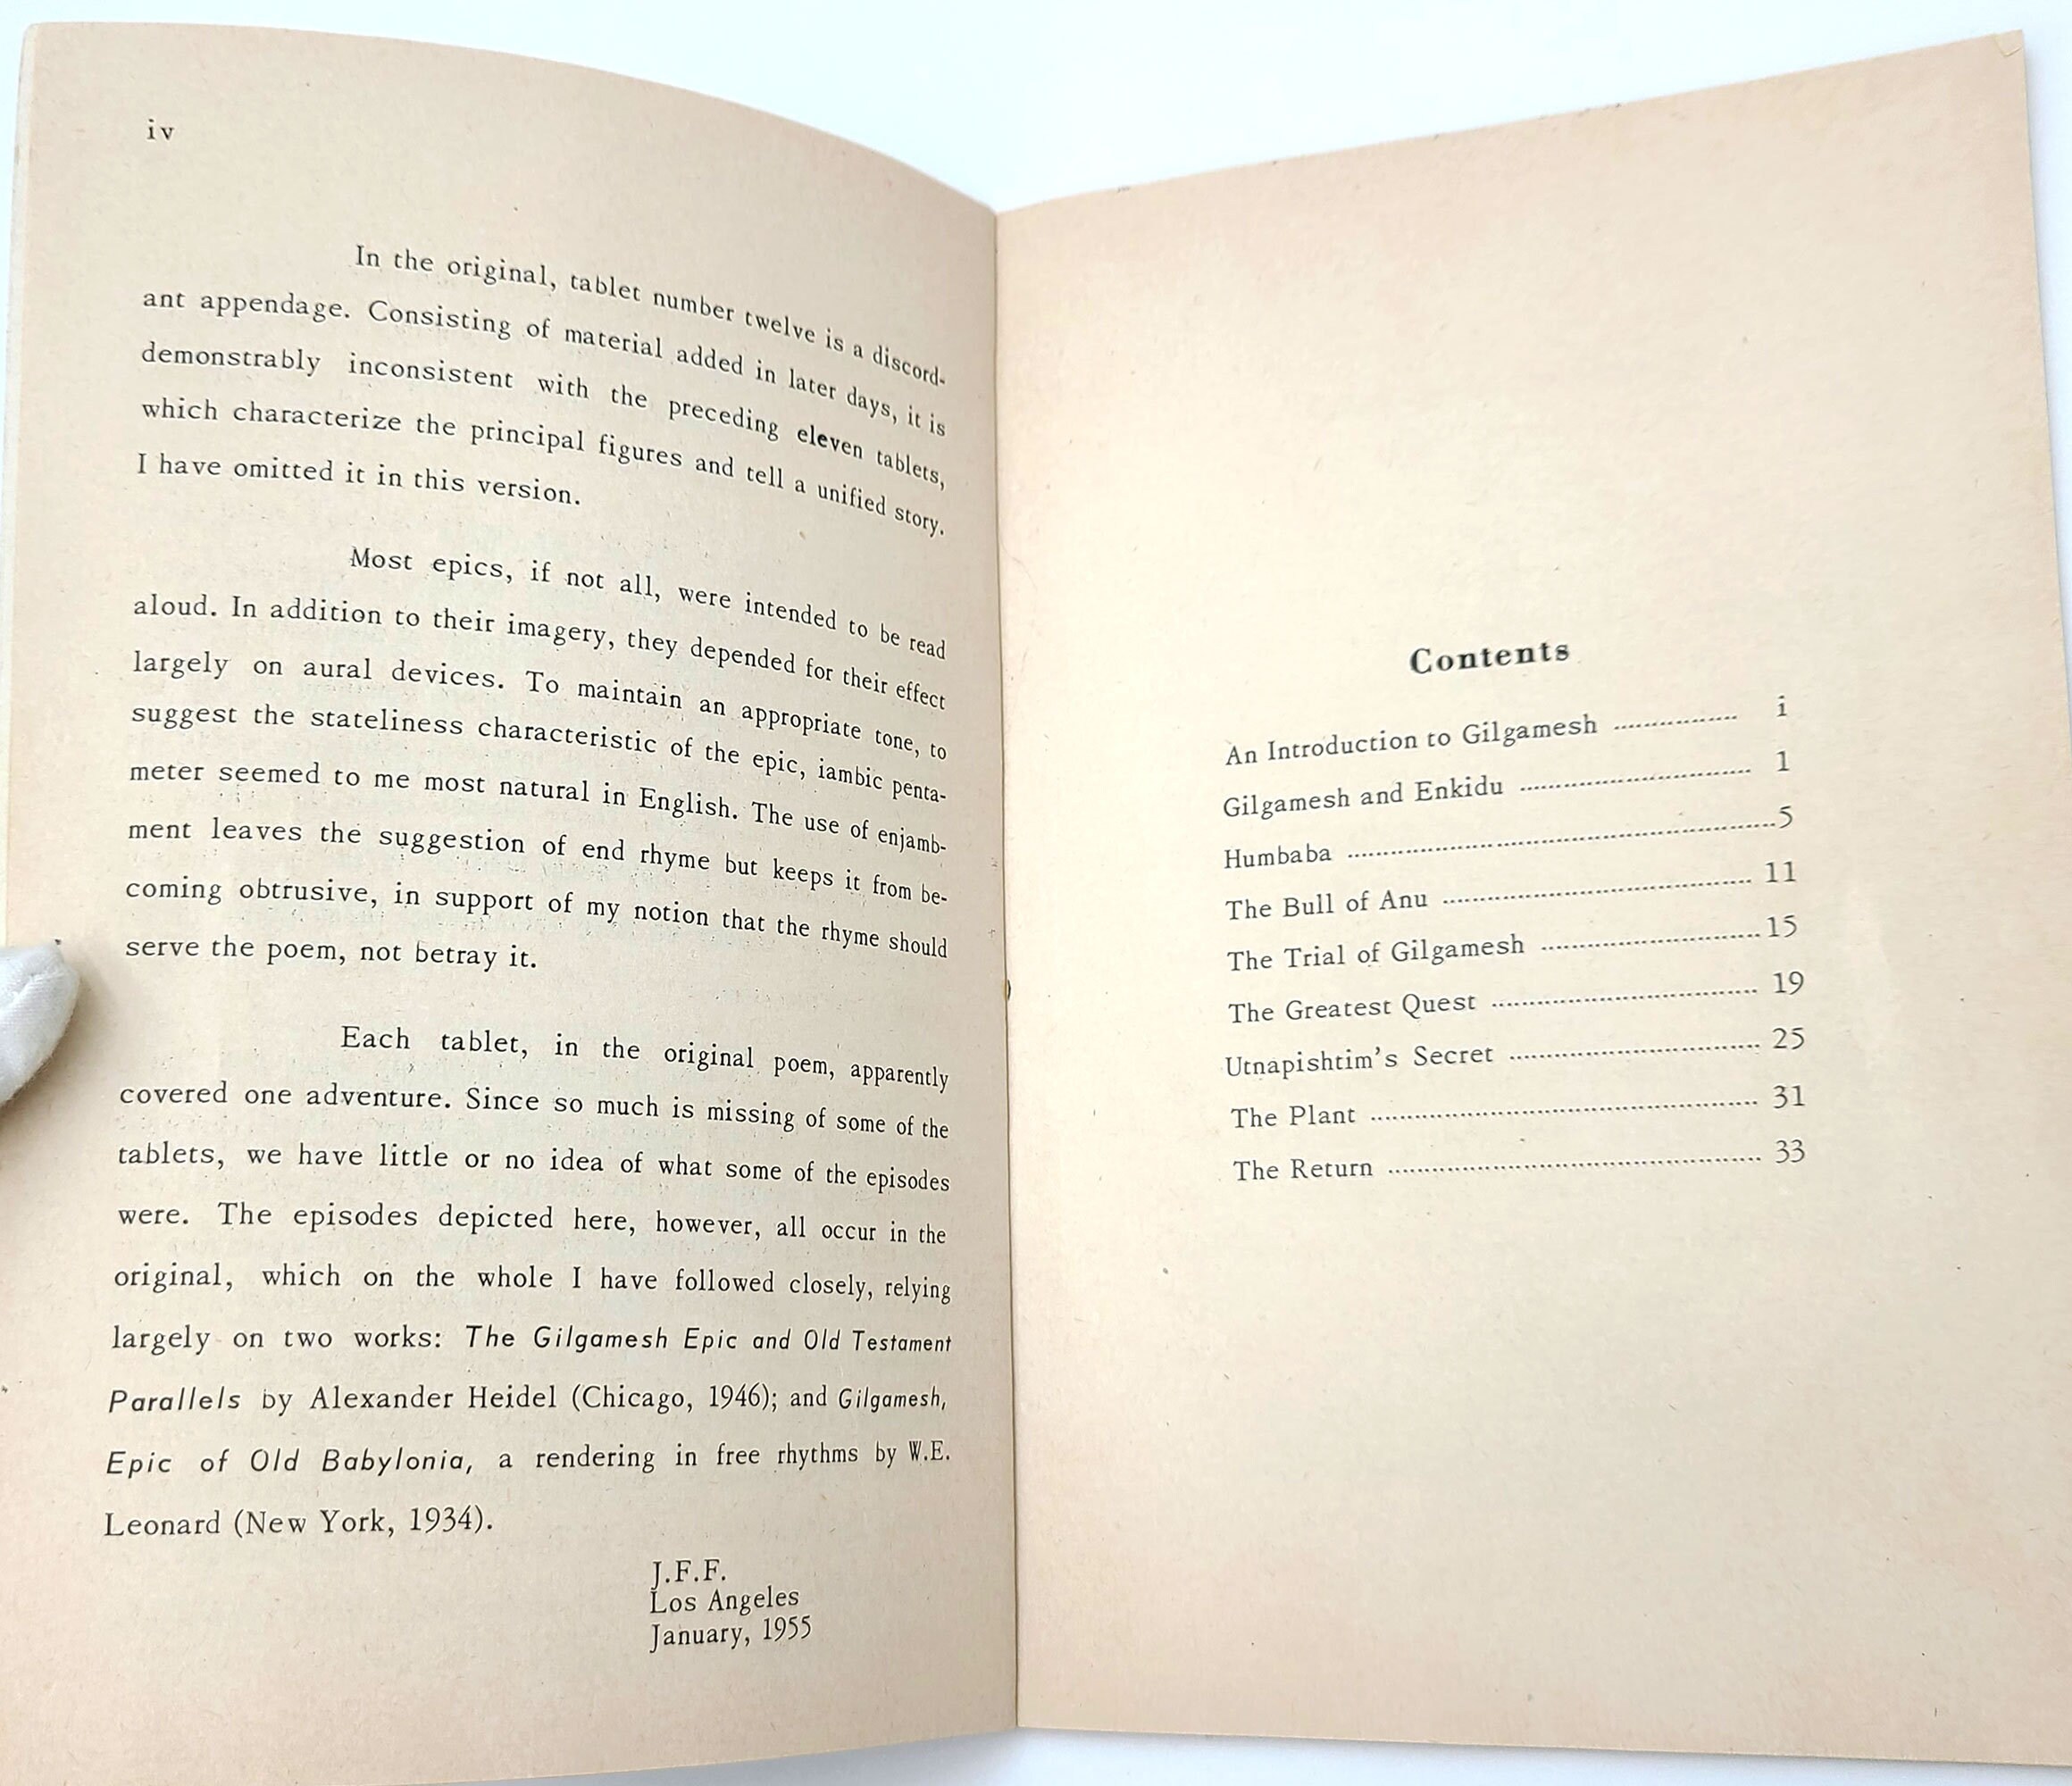 iv
In the original, tablet number twelve is a discord-
ant appendage. Consisting of material added in later days, it is
demonstrably inconsistent with the preceding eleven tablets,
which characterize the principal figures and tell a unified story.
I have omitted it in this version.
Most epics, if not all, were intended to be read
aloud. In addition to their imagery, they depended for their effect
largely on aural devices. To maintain an appropriate tone, to
suggest the stateliness characteristic of the epic, iambic penta-
meter seemed to me most natural in English. The use of enjamb-
ment leaves the suggestion of end rhyme but keeps it from be-
coming obtrusive, in support of my notion that the rhyme should
serve the poem, not betray it.
Each tablet, in the original poem, apparently
covered one adventure. Since so much is missing of some of the
tablets, we have little or no idea of what some of the episodes
were. The episodes depicted here, however, all occur in the
original, which on the whole I have followed closely, relying
largely on two works: The Gilgamesh Epic and Old Testament
Parallels by Alexander Heidel (Chicago, 1946); and Gilgamesh,
Epic of Old Babylonia, a rendering in free rhythms by W.E.
Leonard (New York, 1934).
J.F.F.
Los Angeles
January, 1955
Contents
An Introduction to Gilgamesh ................. i
Gilgamesh and Enkidu ................................ 1
Humbaba ............................................................5
The Bull of Anu ........................................... 11
The Trial of Gilgamesh ..............................15
The Greatest Quest ..................................... 19
Utnapishtim's Secret ................................... 25
The Plant ...................................................... 31
The Return .................................................... 33